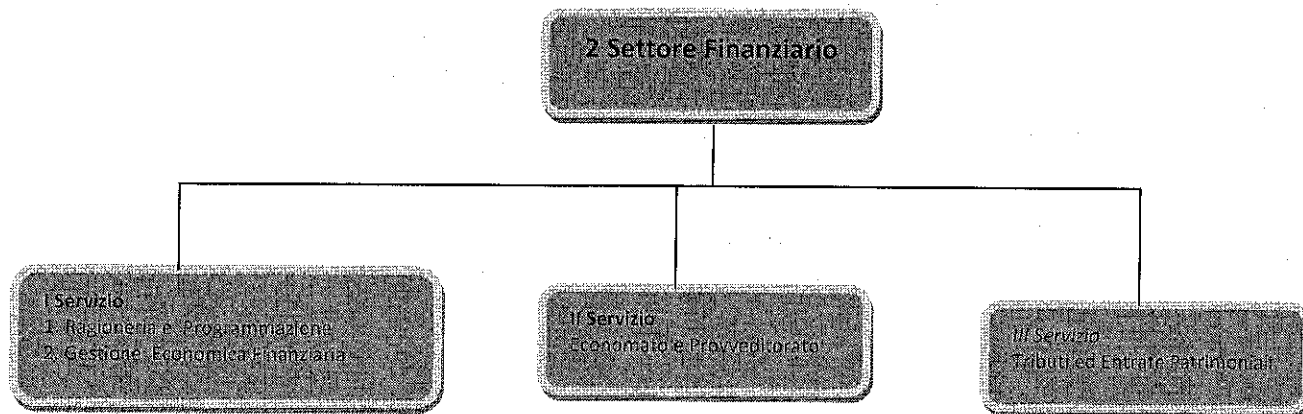 2 Settore Finanziario
I Servizio
1. Ragioneria e Programmazione
2. Gestione Economica Finanziaria
II Servizio
Economato e Provveditorato
III Servizio
Tributi ed Entrate Patrimoniali